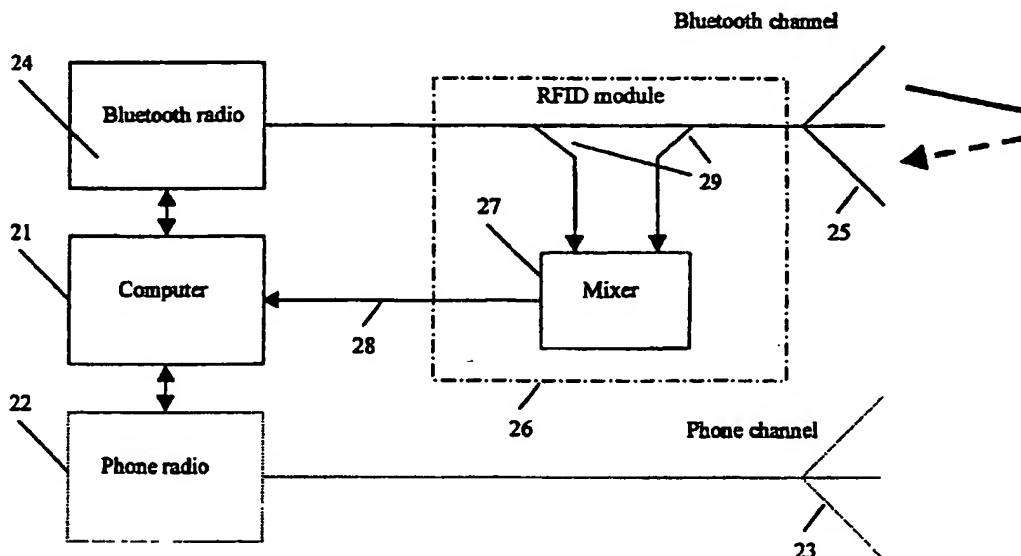 Bluetooth channel
24
RFID module
Bluetooth radio
29
27
21
25
Computer
Mixer
28
22
26
Phone channel
Phone radio
23